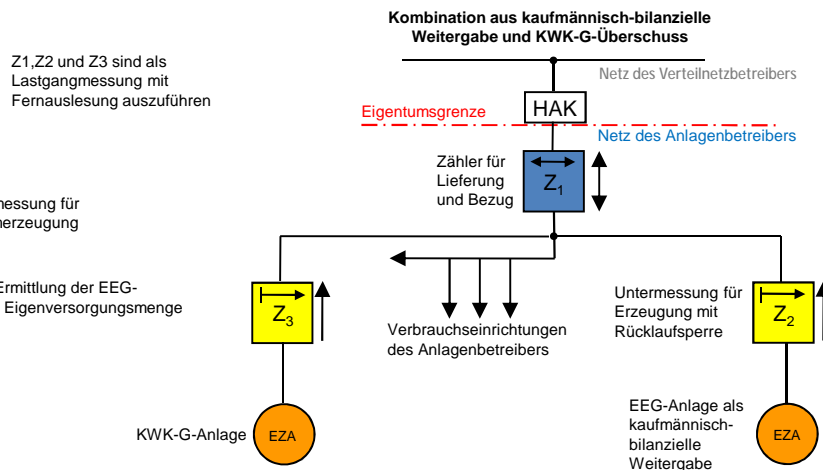 Kombination aus kaufmännisch-bilanzielle
Weitergabe und KWK-G-Überschuss
Z1,Z2 und Z3 sind als
Lastgangmessung mit
Fernauslesung auszuführen
Netz des Verteilnetzbetreibers
HAK
Eigentumsgrenze
Netz des Anlagenbetreibers
Zähler für
Lieferung
und Bezug
Z1
messung für
erzeugung
Ermittlung der EEG-
Eigenversorgungsmenge
Z3
Verbrauchseinrichtungen
des Anlagenbetreibers
Untermessung für
Erzeugung mit
Rücklaufsperre
Z2
KWK-G-Anlage
EZA
EEG-Anlage als
kaufmännisch-
bilanzielle
Weitergabe
EZA